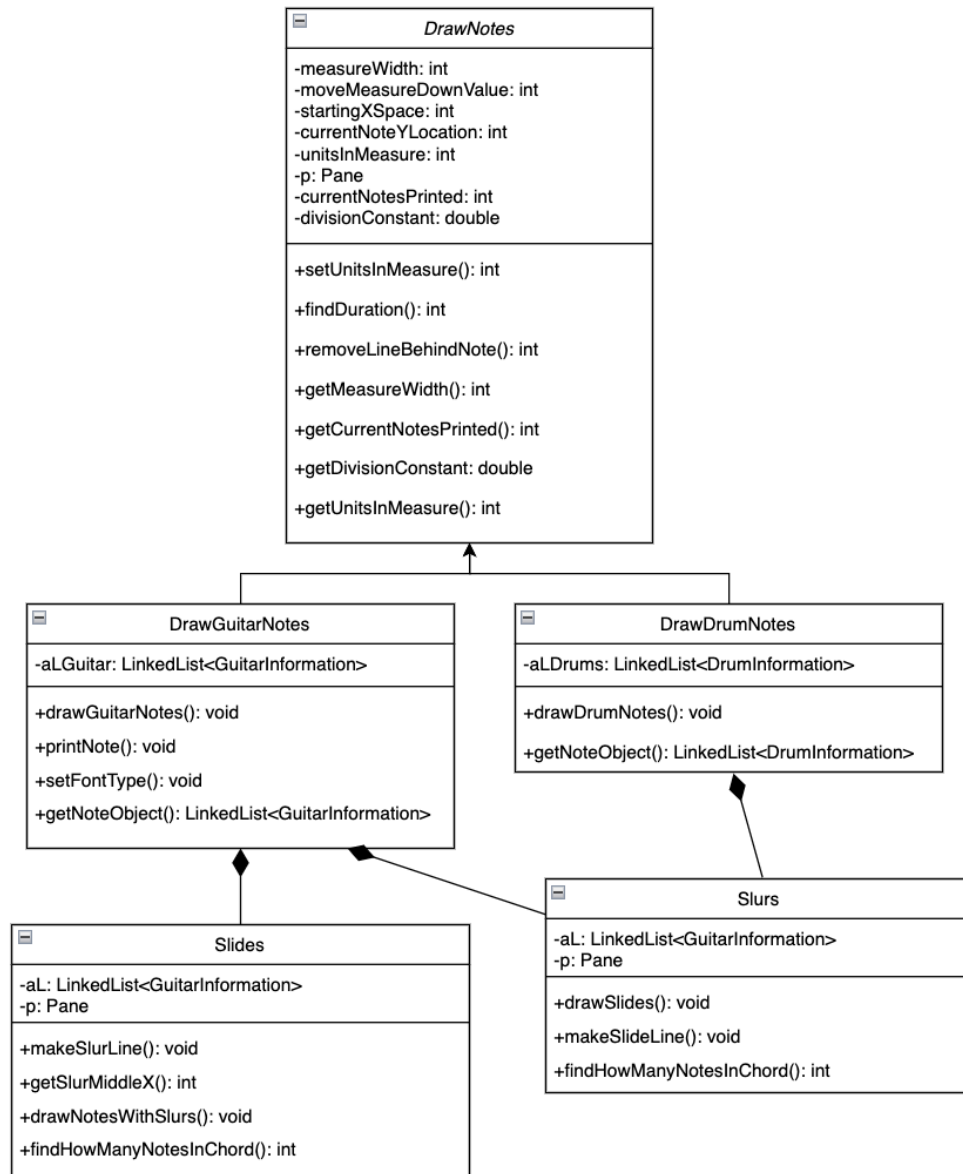 DrawNotes
-measureWidth: int
-moveMeasureDownValue: int
-startingXSpace: int
-currentNoteYLocation: int
-unitsInMeasure: int
-p: Pane
-currentNotesPrinted: int
-divisionConstant: double
+setUnitsInMeasure(): int
+findDuration(): int
+removeLineBehindNote(): int
+getMeasureWidth(): int
+getCurrentNotesPrinted(): int
+getDivisionConstant: double
+getUnitsInMeasure(): int
DrawGuitarNotes
-aLGuitar: LinkedList<GuitarInformation>
+drawGuitarNotes(): void
+printNote(): void
+setFontType(): void
+getNoteObject(): LinkedList<GuitarInformation>
DrawDrumNotes
-aLDrums: LinkedList<DrumInformation>
+drawDrumNotes(): void
+getNoteObject(): LinkedList<DrumInformation>
Slides
-aL: LinkedList<GuitarInformation>
-p: Pane
+makeSlurLine(): void
+getSlurMiddleX(): int
+drawNotesWithSlurs(): void
+findHowManyNotesInChord(): int
Slurs
-aL: LinkedList<GuitarInformation>
-p: Pane
+drawSlides(): void
+makeSlideLine(): void
+findHowManyNotesInChord(): int